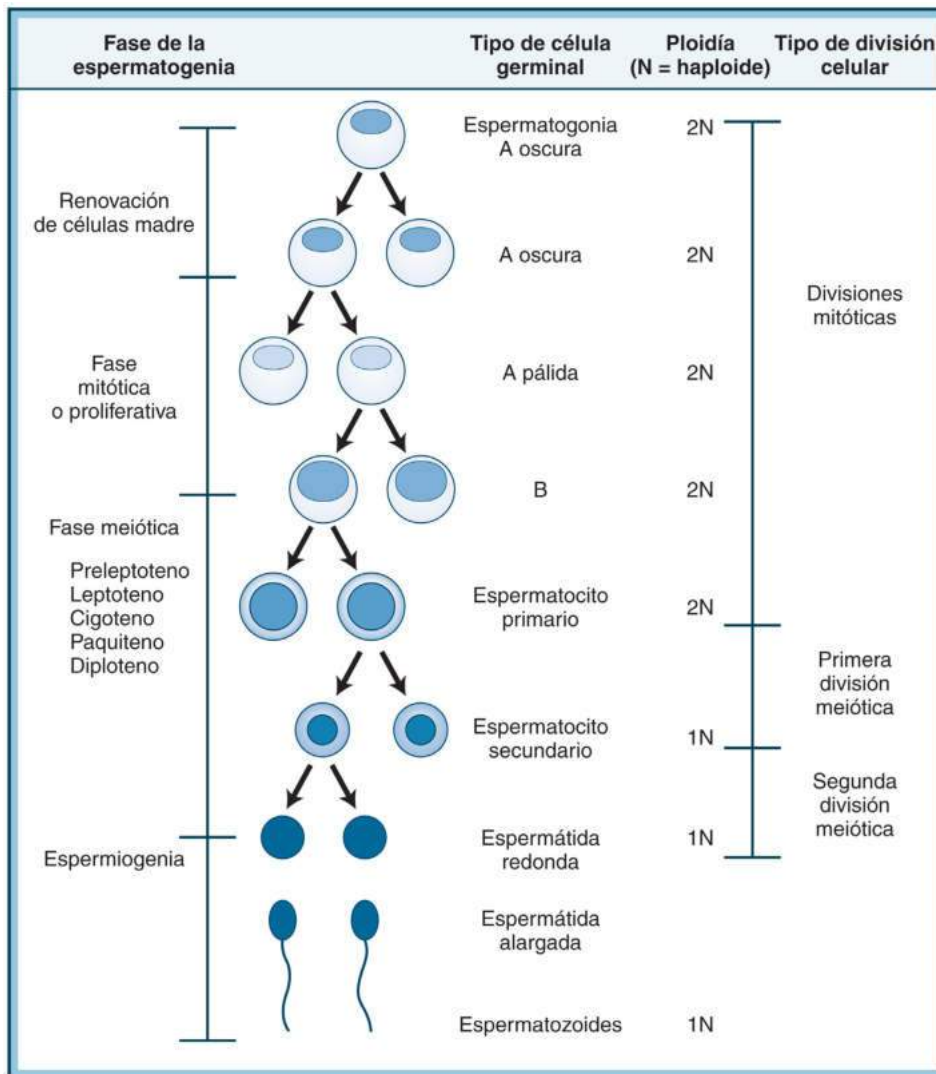 Fase de la
espermatogenia
Tipo de célula
germinal
Ploidía
(N = haploide)
Tipo de división
celular
Espermatogonia
A oscura
2N
Renovación
de células madre
A oscura
2N
Divisiones
mitóticas
Fase
mitótica
o proliferativa
A pálida
2N
B
2N
Fase meiótica
Preleptoteno
Leptoteno
Cigoteno
Paquiteno
Diploteno
Espermatocito
primario
2N
Primera
división
meiótica
Espermatocito
secundario
1N
Segunda
división
meiótica
Espermiogenia
Espermátida
redonda
1N
Espermátida
alargada
Espermatozoides
1N